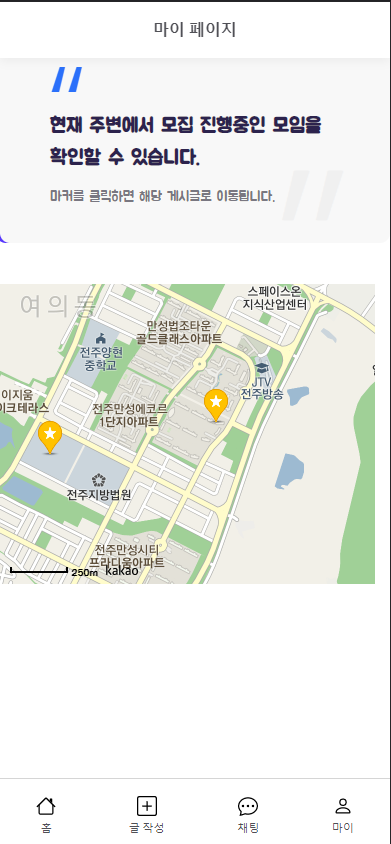 마이 페이지
현재 주변에서 모집 진행중인 모임을
확인할 수 있습니다.
마커를 클릭하면 해당 게시글로 이동됩니다.
스페이스온
지식산업센터
여의동
만성법조타운
골드클래스아파트
전주양현
중학교
JTV
전주방송
이지움
이크테라스
전주만성에코르
1단지아파트
전주지방법원
전주만성시티
프라디움아파트
250m kakao
홈
글 작성
채팅
마이